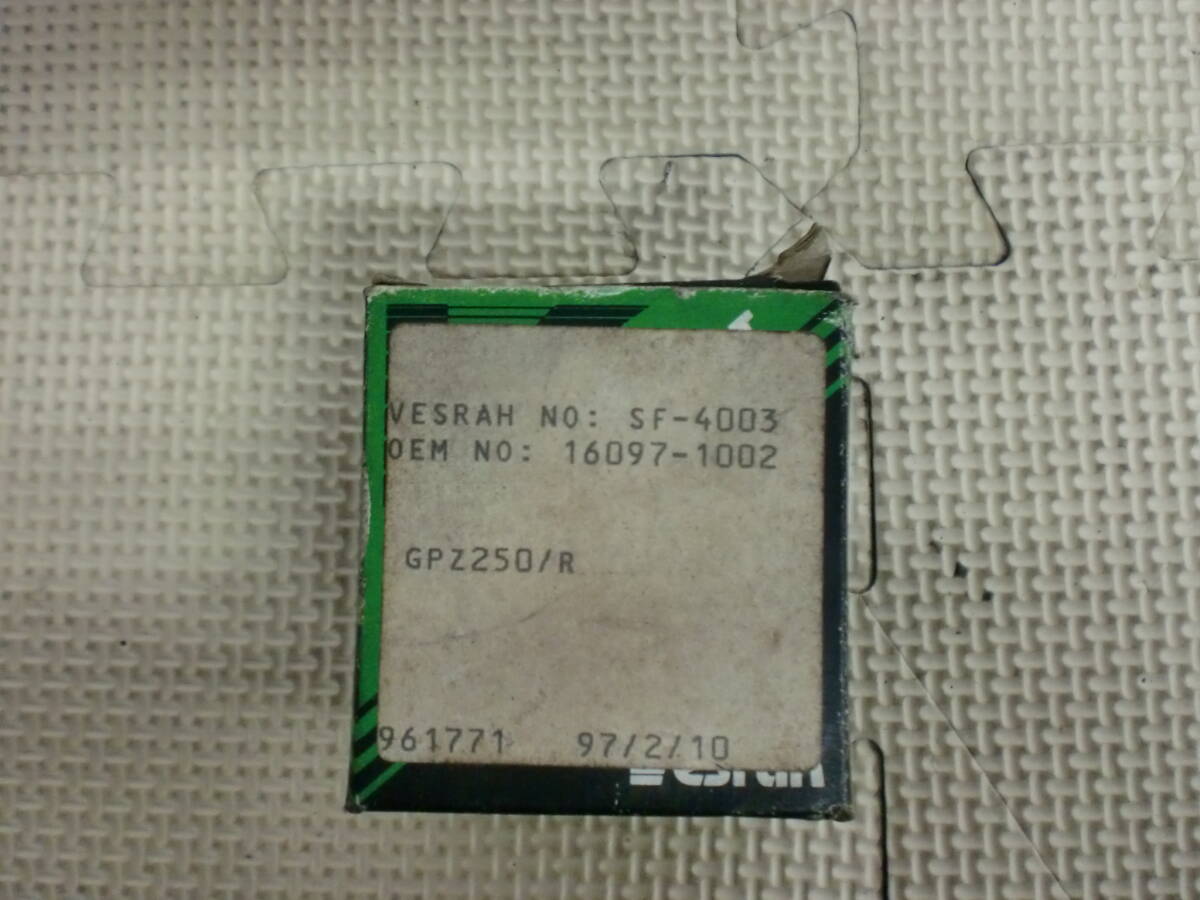 VESRAH NO: SF-4003
OEM NO: 16097-1002
GPZ250/R
961771 97/2/10